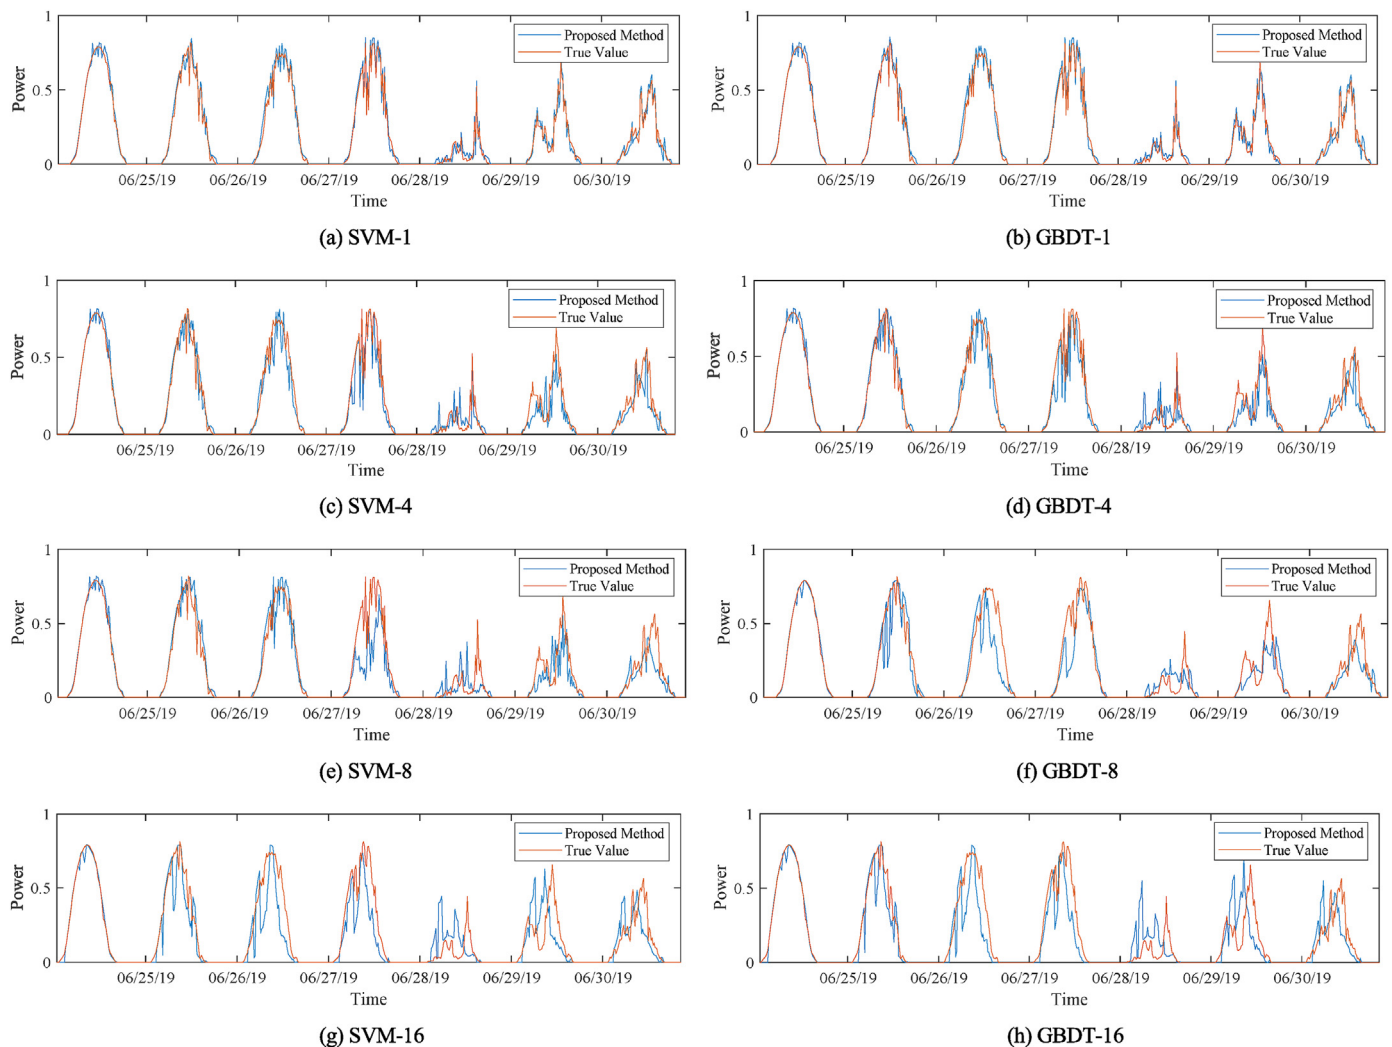 1
0.5
0
Power
Proposed Method
True Value
06/25/19 06/26/19 06/27/19 06/28/19 06/29/19 06/30/19
Time
(a) SVM-1
1
0.5
0
Power
Proposed Method
True Value
06/25/19 06/26/19 06/27/19 06/28/19 06/29/19 06/30/19
Time
(b) GBDT-1
1
0.5
0
Power
Proposed Method
True Value
06/25/19 06/26/19 06/27/19 06/28/19 06/29/19 06/30/19
Time
(c) SVM-4
1
0.5
0
Power
Proposed Method
True Value
06/25/19 06/26/19 06/27/19 06/28/19 06/29/19 06/30/19
Time
(d) GBDT-4
1
0.5
0
Power
Proposed Method
True Value
06/25/19 06/26/19 06/27/19 06/28/19 06/29/19 06/30/19
Time
(e) SVM-8
1
0.5
0
Power
Proposed Method
True Value
06/25/19 06/26/19 06/27/19 06/28/19 06/29/19 06/30/19
Time
(f) GBDT-8
1
0.5
0
Power
Proposed Method
True Value
06/25/19 06/26/19 06/27/19 06/28/19 06/29/19 06/30/19
Time
(g) SVM-16
1
0.5
0
Power
Proposed Method
True Value
06/25/19 06/26/19 06/27/19 06/28/19 06/29/19 06/30/19
Time
(h) GBDT-16